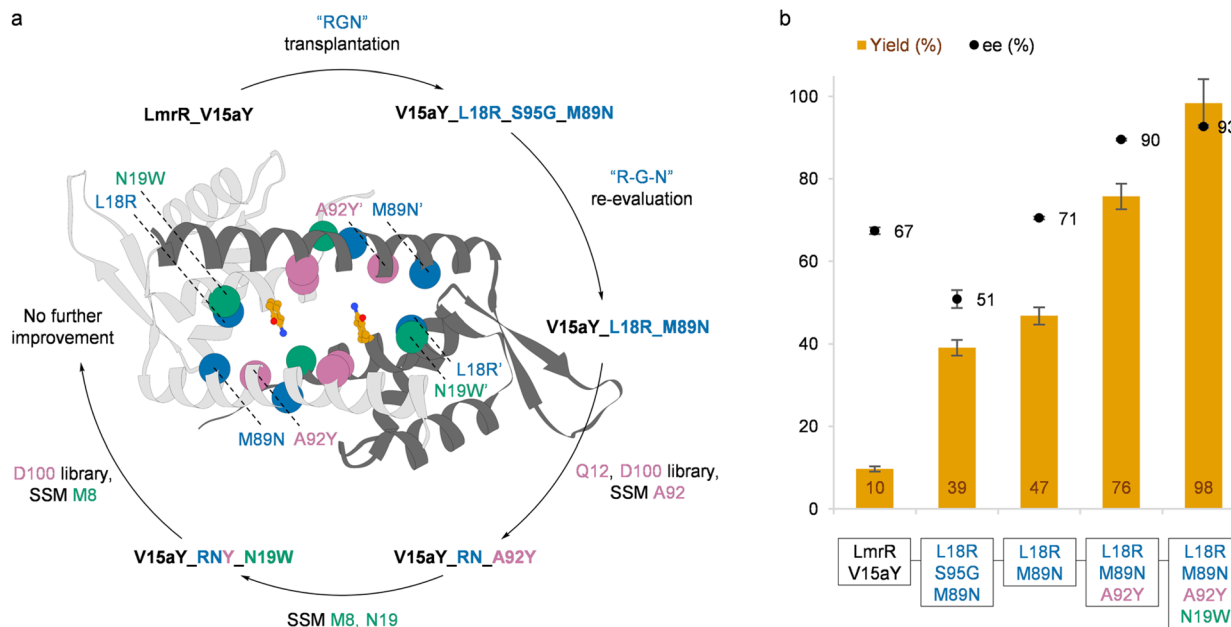 a
"RGN"
transplantation
LmrR_V15aY
V15aY_L18R_S95G_M89N
"R-G-N"
re-evaluation
N19W
L18R
A92Y' M89N'
No further
improvement
V15aY_L18R_M89N
L18R'
N19W'
M89N A92Y
D100 library,
SSM M8
Q12, D100 library,
SSM A92
V15aY_RNY_N19W
V15aY_RN_A92Y
SSM M8, N19
b
Yield (%)
ee (%)
100
80
60
40
20
0
67
51
71
90
93
10
39
47
76
98
LmrR
V15aY
L18R
S95G
M89N
L18R
M89N
L18R
M89N
A92Y
L18R
M89N
A92Y
N19W